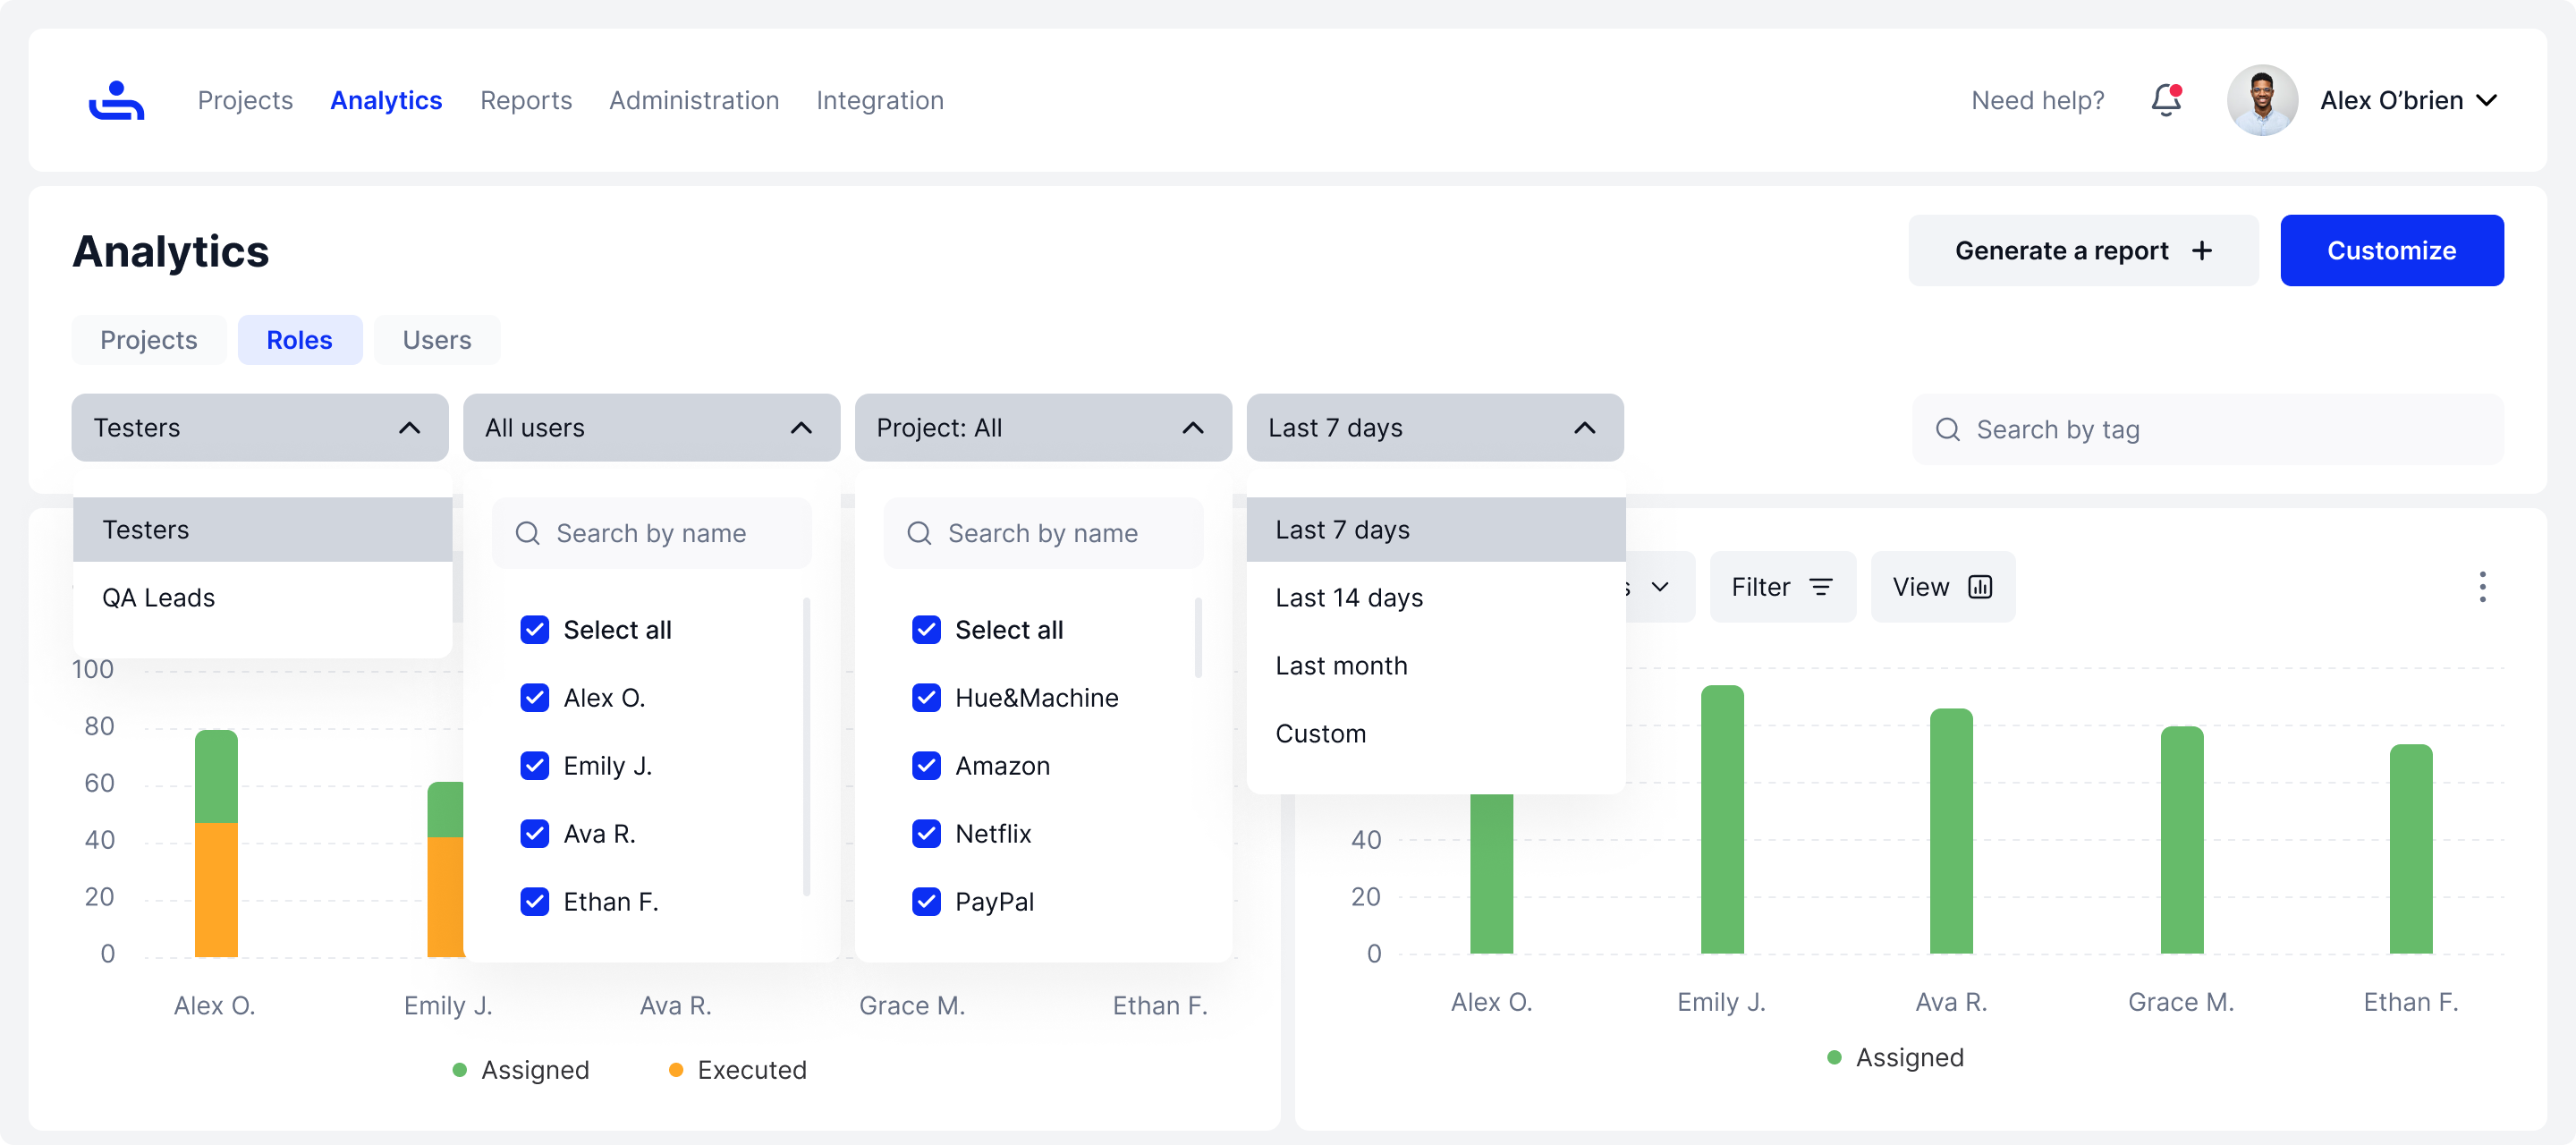 Projects Analytics Reports Administration Integration Need help? Alex O’brien
Analytics
Generate a report
Customize
Projects Roles Users
Testers
All users
Project: All
Last 7 days
Search by tag
Testers
QA Leads
Search by name
Select all
Alex O.
Emily J.
Ava R.
Ethan F.
Search by name
Select all
Hue&Machine
Amazon
Netflix
PayPal
Last 7 days
Last 14 days
Last month
Custom
Filter
View
100
80
60
40
20
0
Alex O. Emily J. Ava R. Grace M. Ethan F.
Assigned Executed
40
20
0
Alex O. Emily J. Ava R. Grace M. Ethan F.
Assigned